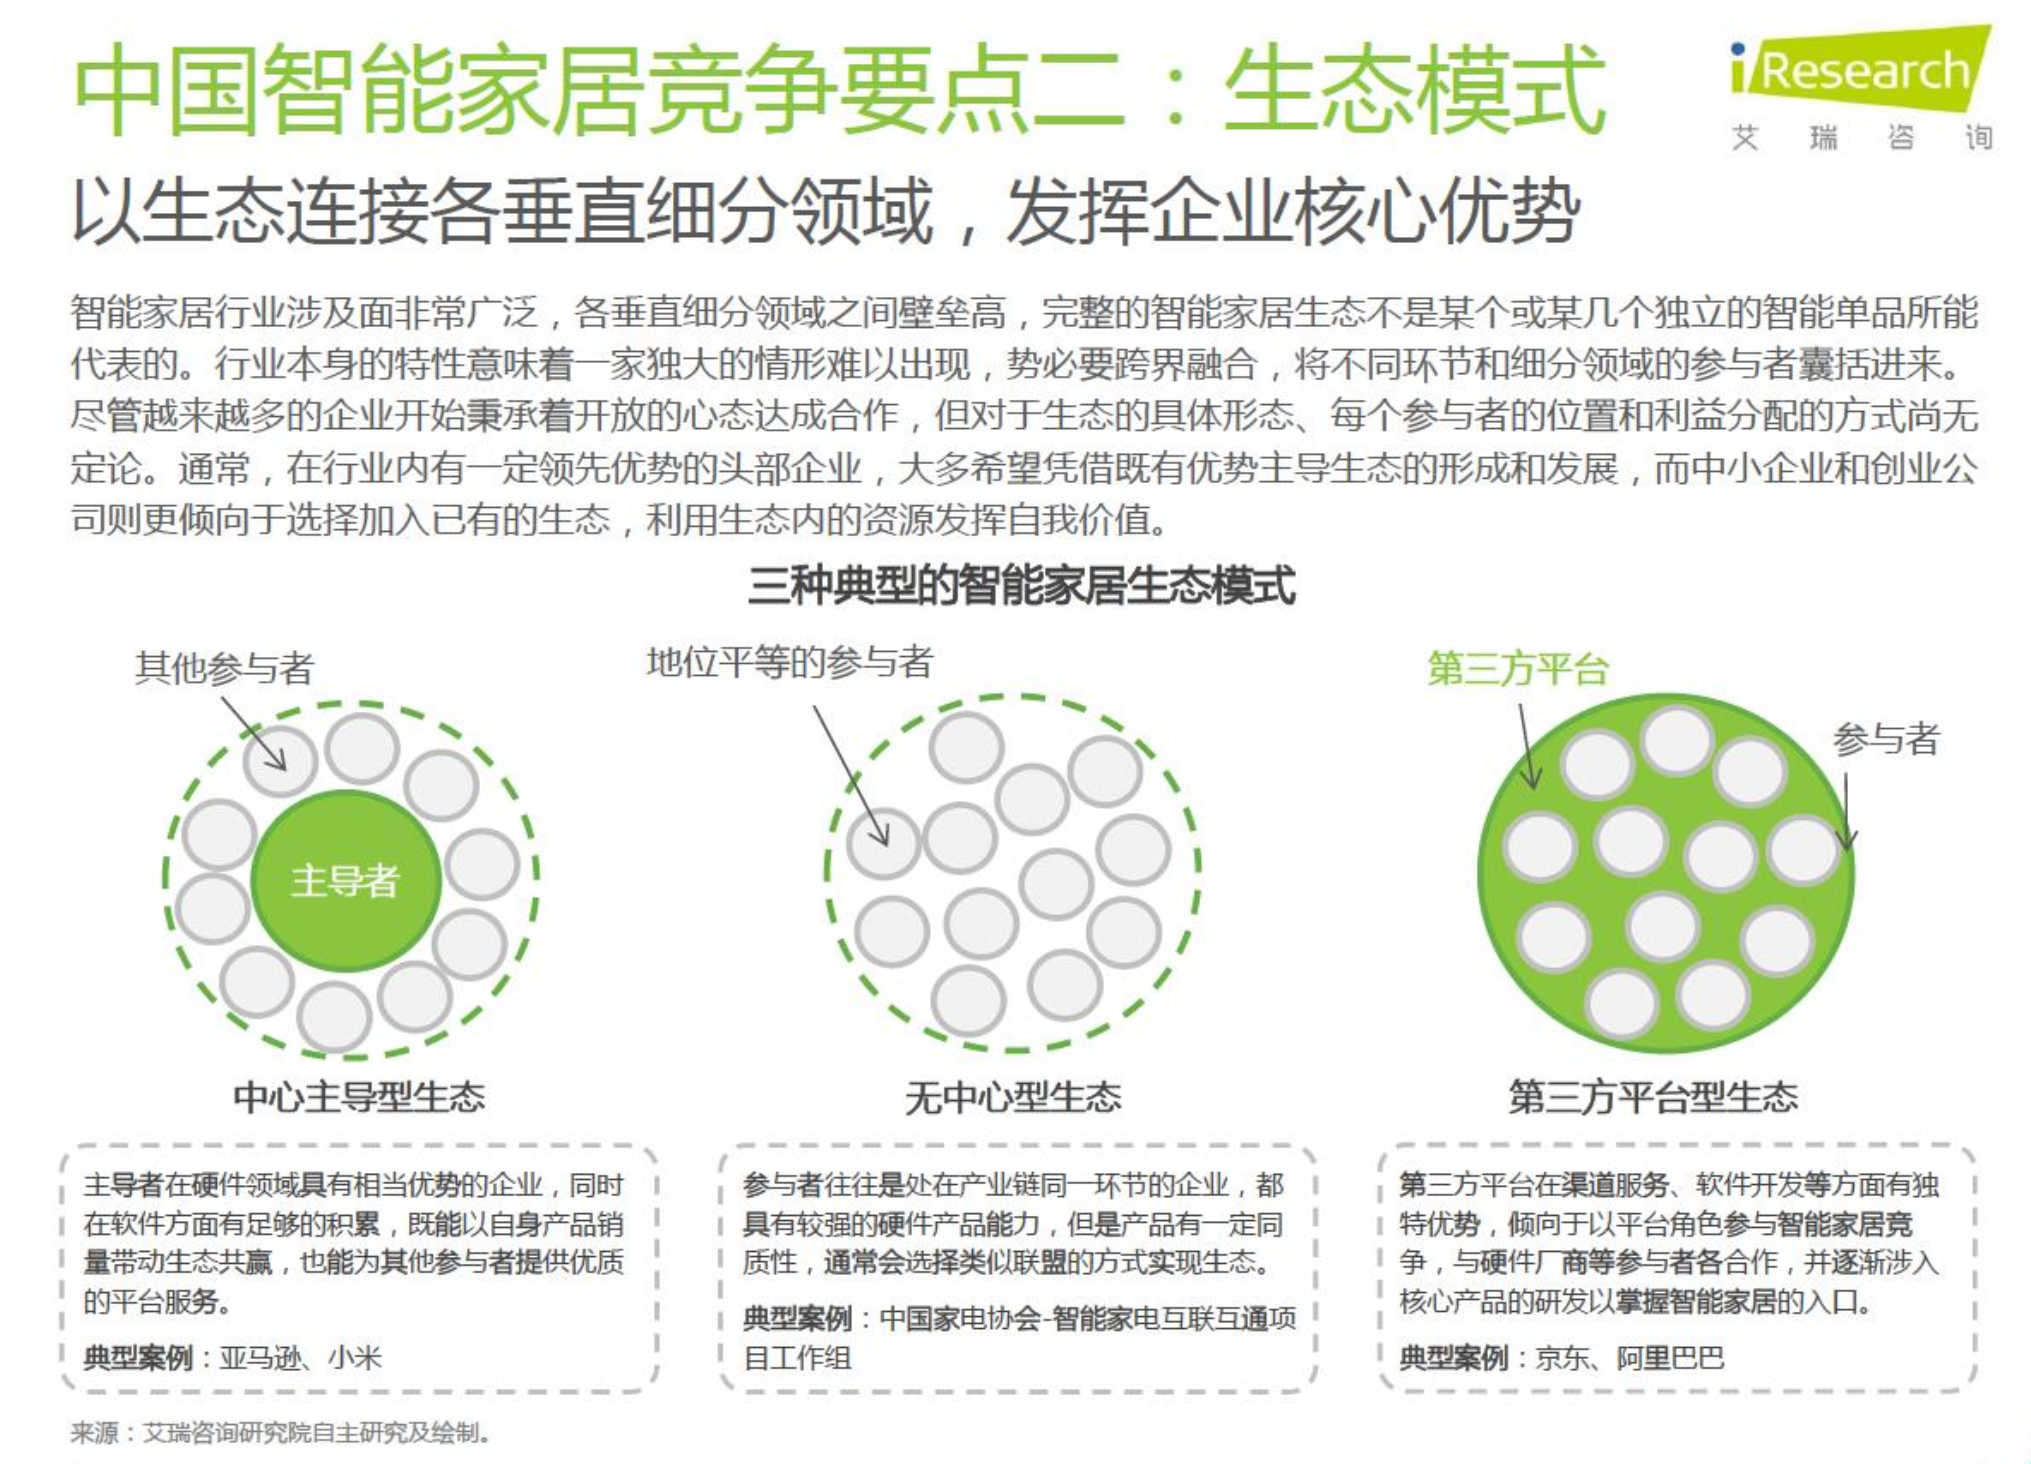 中国智能家居竞争要点二：生态模式
iResearch
艾瑞咨询
以生态连接各垂直细分领域，发挥企业核心优势
智能家居行业涉及面非常广泛，各垂直细分领域之间壁垒高，完整的智能家居生态不是某个或某几个独立的智能单品所能
代表的。行业本身的特性意味着一家独大的情形难以出现，势必要跨界融合，将不同环节和细分领域的参与者囊括进来。
尽管越来越多的企业开始秉承着开放的心态达成合作，但对于生态的具体形态、每个参与者的位置和利益分配的方式尚无
定论。通常，在行业内有一定领先优势的头部企业，大多希望凭借既有优势主导生态的形成和发展，而中小企业和创业公
司则更倾向于选择加入已有的生态，利用生态内的资源发挥自我价值。
三种典型的智能家居生态模式
其他参与者
主导者
中心主导型生态
主导者在硬件领域具有相当优势的企业，同时
在软件方面有足够的积累，既能以自身产品销
量带动生态共赢，也能为其他参与者提供优质
的平台服务。
典型案例：亚马逊、小米
地位平等的参与者
无中心型生态
参与者往往是处在产业链同一环节的企业，都
具有较强的硬件产品能力，但是产品有一定同
质性，通常会选择类似联盟的方式实现生态。
典型案例：中国家电协会-智能家电互联互通项
目工作组
第三方平台
参与者
第三方平台型生态
第三方平台在渠道服务、软件开发等方面有独
特优势，倾向于以平台角色参与智能家居竞
争，与硬件厂商等参与者各合作，并逐渐涉入
核心产品的研发以掌握智能家居的入口。
典型案例：京东、阿里巴巴
来源：艾瑞咨询研究院自主研究及绘制。